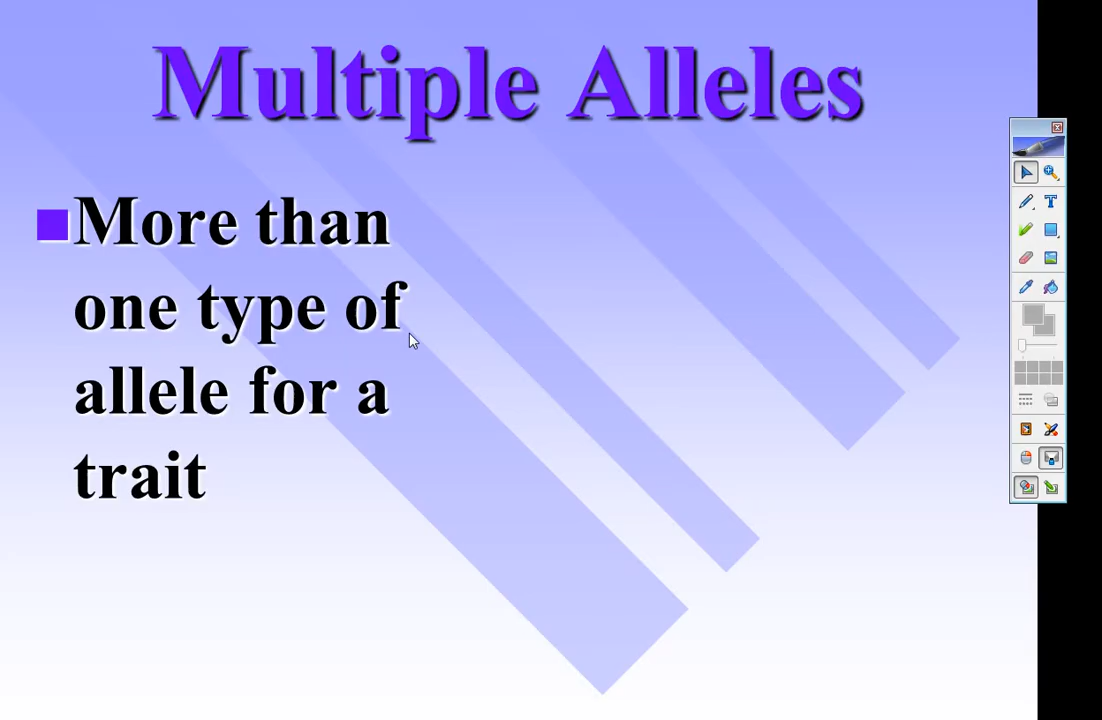 Multiple Alleles
More than
one type of
allele for a
trait